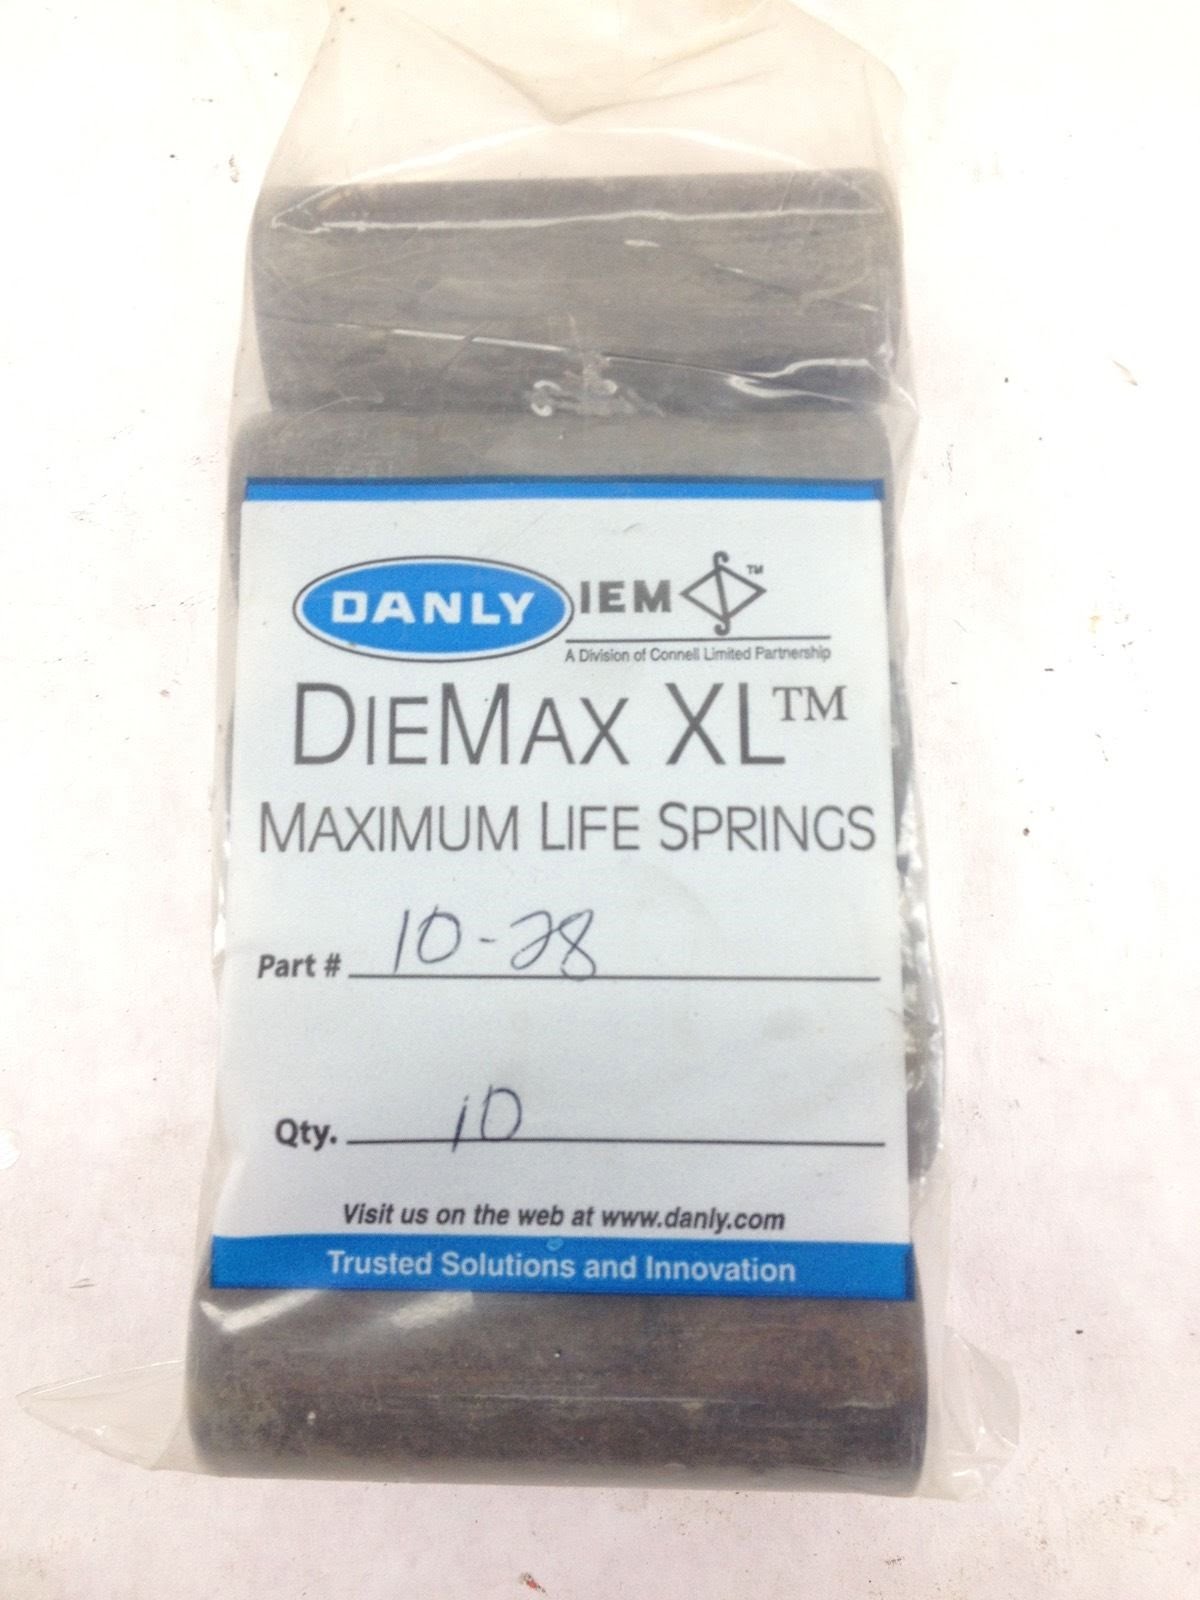 DANLY IEM ™
A Division of Connell Limited Partnership
DIEMAX XL™
MAXIMUM LIFE SPRINGS
Part # 10-28
Qty. 10
Visit us on the web at www.danly.com
Trusted Solutions and Innovation